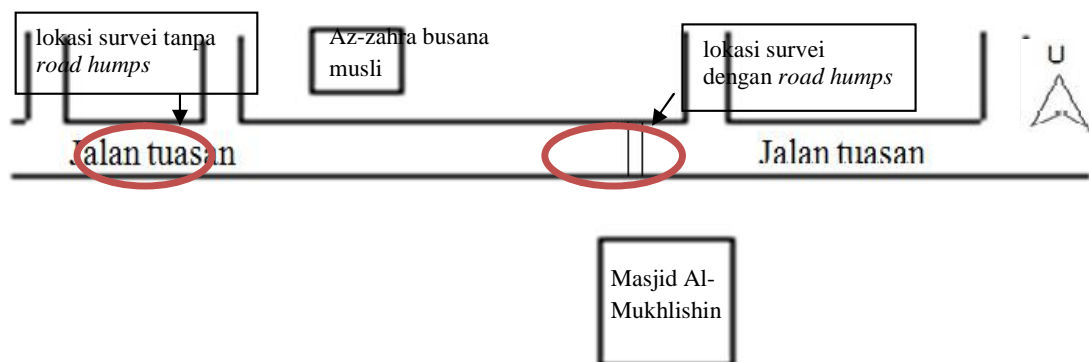 lokasi survei tanpa
road humps
Az-zahra busana
musli
lokasi survei
dengan road humps
U
Jalan tuasan
Jalan tuasan
Masjid Al-
Mukhlishin